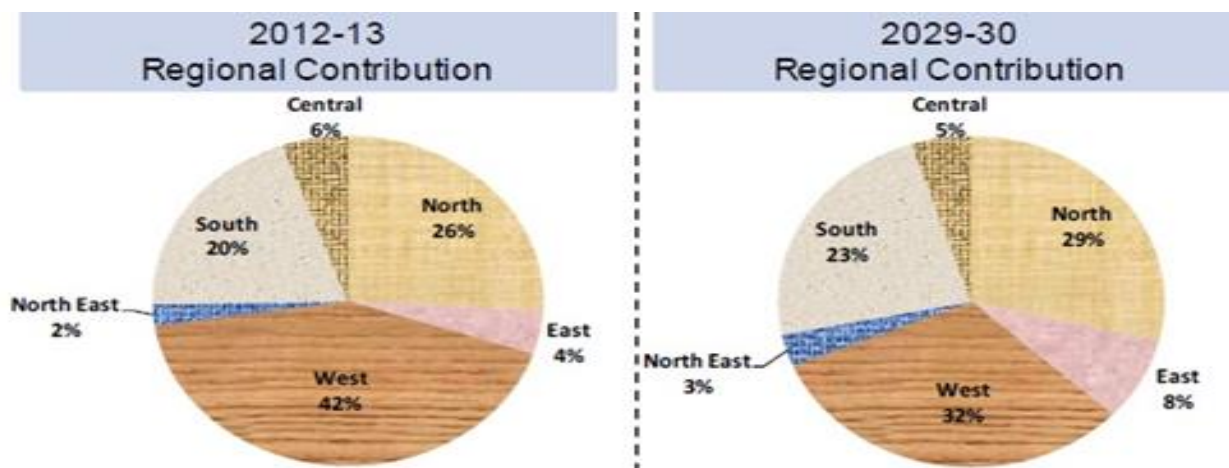 2012-13
Regional Contribution
Central
6%
North
26%
South
20%
North East
2%
East
4%
West
42%
2029-30
Regional Contribution
Central
5%
North
29%
South
23%
North East
3%
East
8%
West
32%